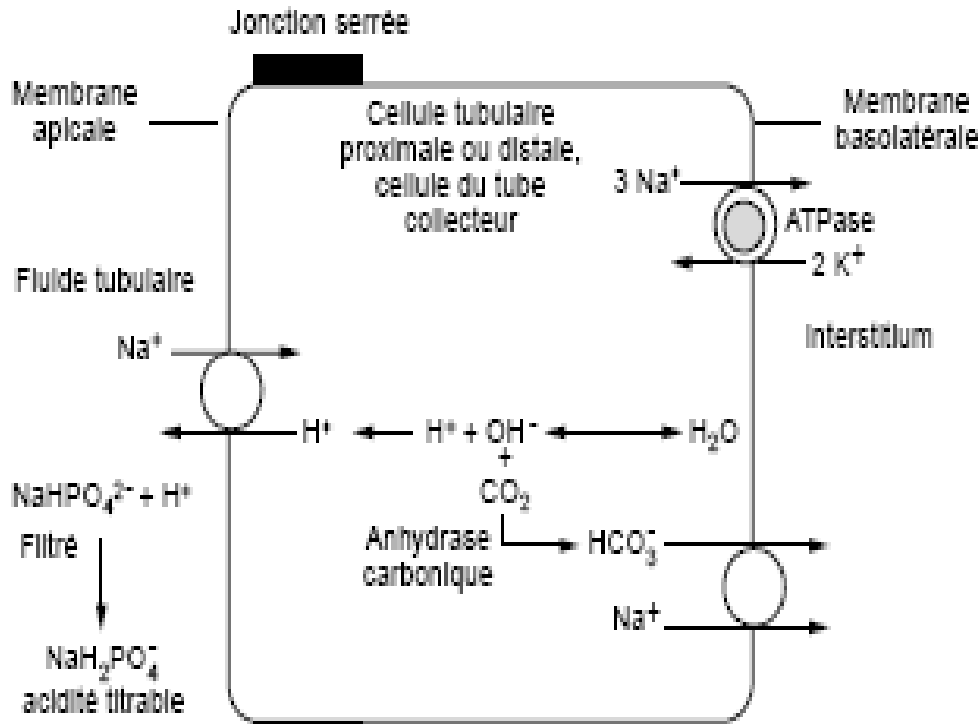 Jonction serrée
Membrane
apicale
Cellule tubulaire
proximale ou distale,
cellule du tube
collecteur
Membrane
basolatérale
3 Na⁺
ATPase
2 K⁺
Fluide tubulaire
Interstitium
Na⁺
H⁺
H⁺ + OH⁻
H₂O
+
CO₂
NaHPO₄²⁻ + H⁺
Filtré
Anhydrase
carbonique
HCO₃⁻
Na⁺
NaH₂PO₄⁻
acidité titrable